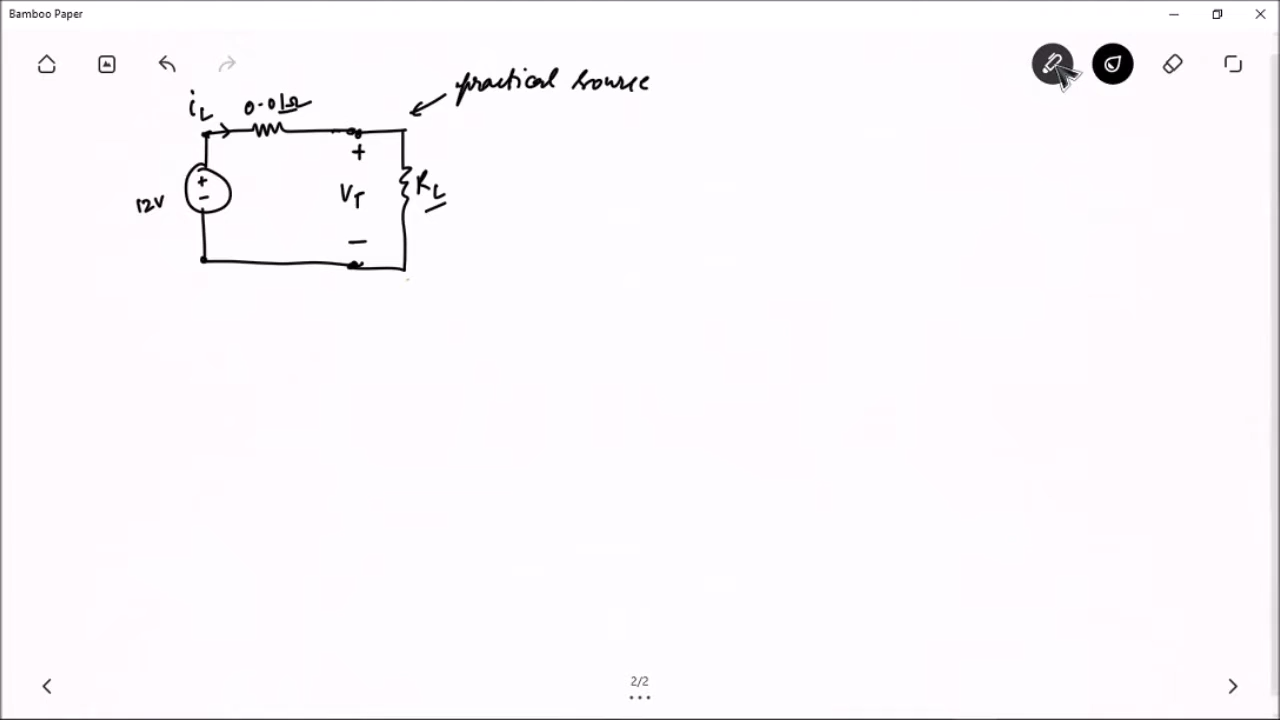 Bamboo Paper
practical source
iL
0.01Ω
+
VT
−
RL
+
−
12V
2/2